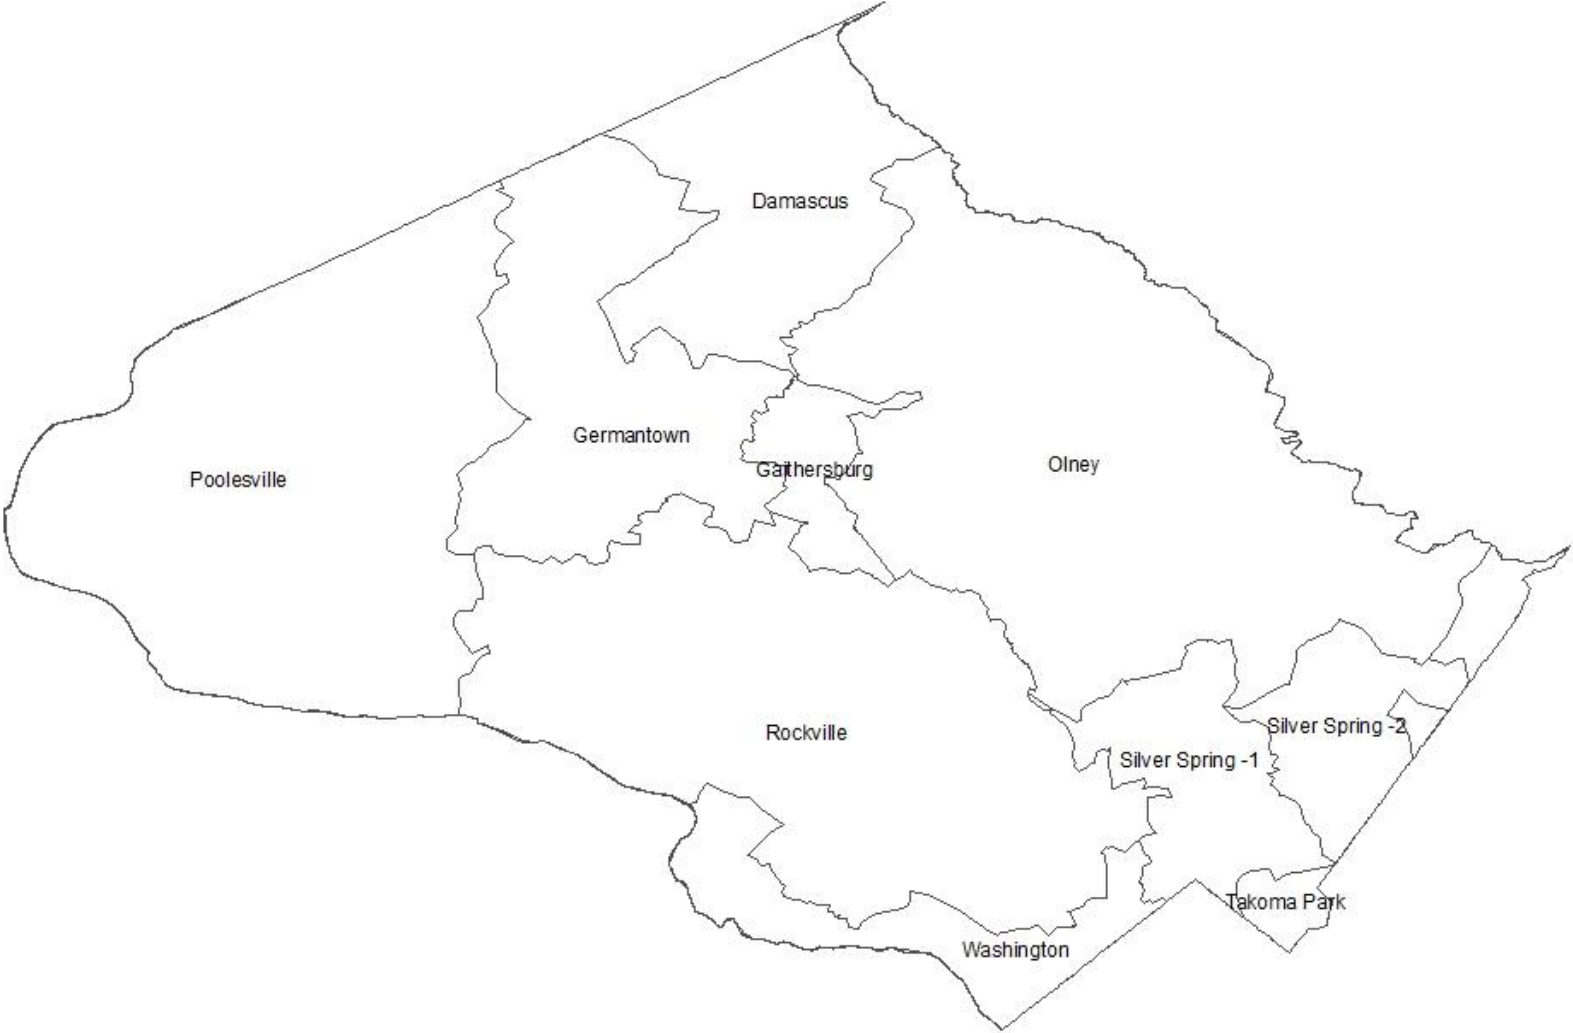 Damascus
Germantown
Poolesville
Gaithersburg
Olney
Rockville
Silver Spring -2
Silver Spring -1
Takoma Park
Washington